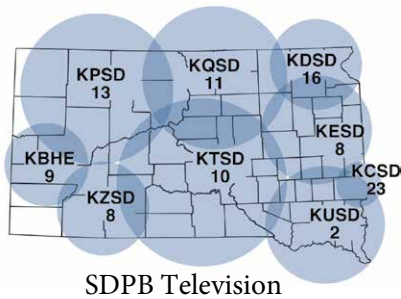 KPSD
13
KQSD
11
KDSD
16
KESD
8
KBHE
9
KTSD
10
KCSD
23
KZSD
8
KUSD
2
SDPB Television